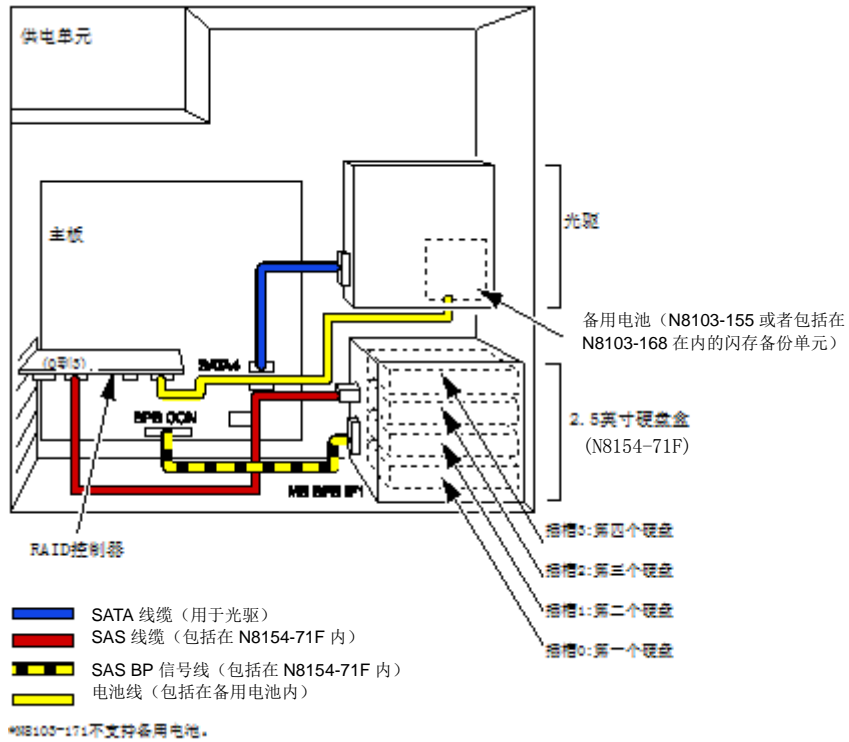 供电单元
主板
光驱
备用电池（N8103-155 或者包括在
N8103-168 在内的闪存备份单元）
SATA4
BPB CON
2.5英寸硬盘盒
(N8154-71F)
MB BPB IF1
插槽3:第四个硬盘
RAID控制器
插槽2:第三个硬盘
插槽1:第二个硬盘
插槽0:第一个硬盘
SATA 线缆（用于光驱）
SAS 线缆（包括在 N8154-71F 内）
SAS BP 信号线（包括在 N8154-71F 内）
电池线（包括在备用电池内）
*N8103-171不支持备用电池。